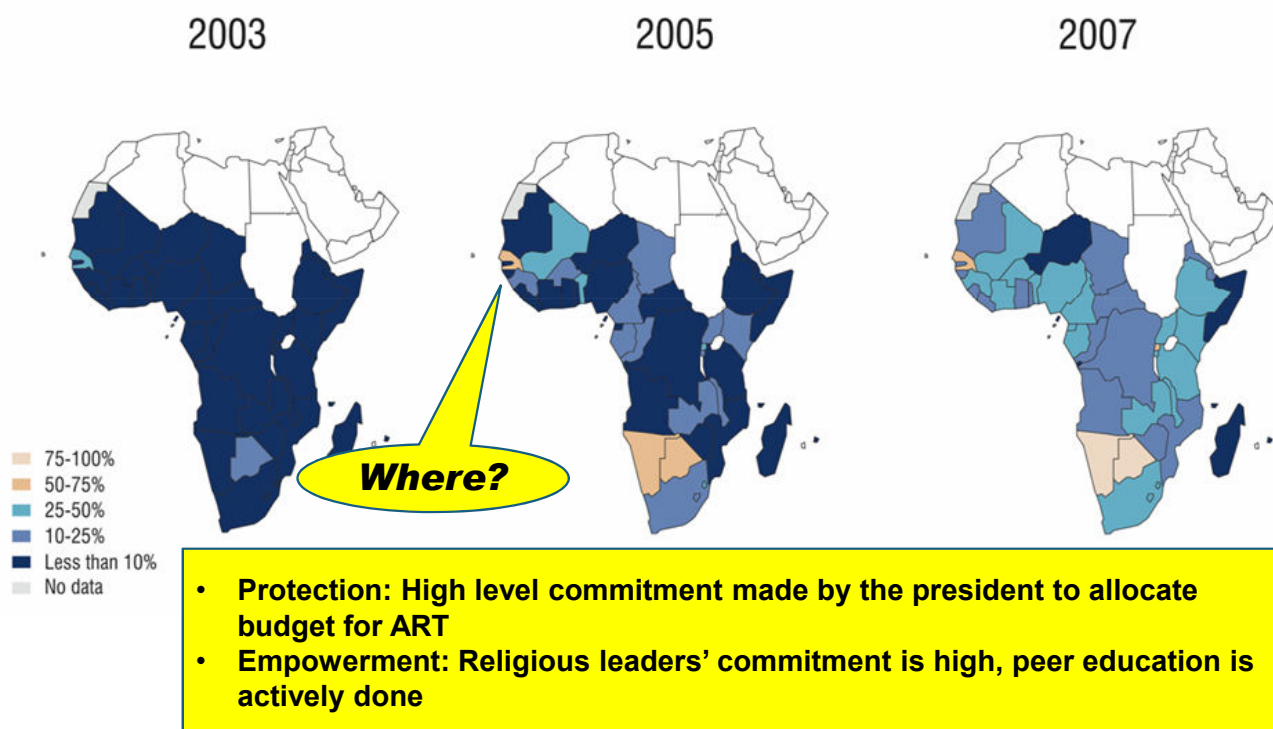 2003
2005
2007
75-100%
50-75%
25-50%
10-25%
Less than 10%
No data
Where?
• Protection: High level commitment made by the president to allocate
budget for ART
• Empowerment: Religious leaders’ commitment is high, peer education is
actively done